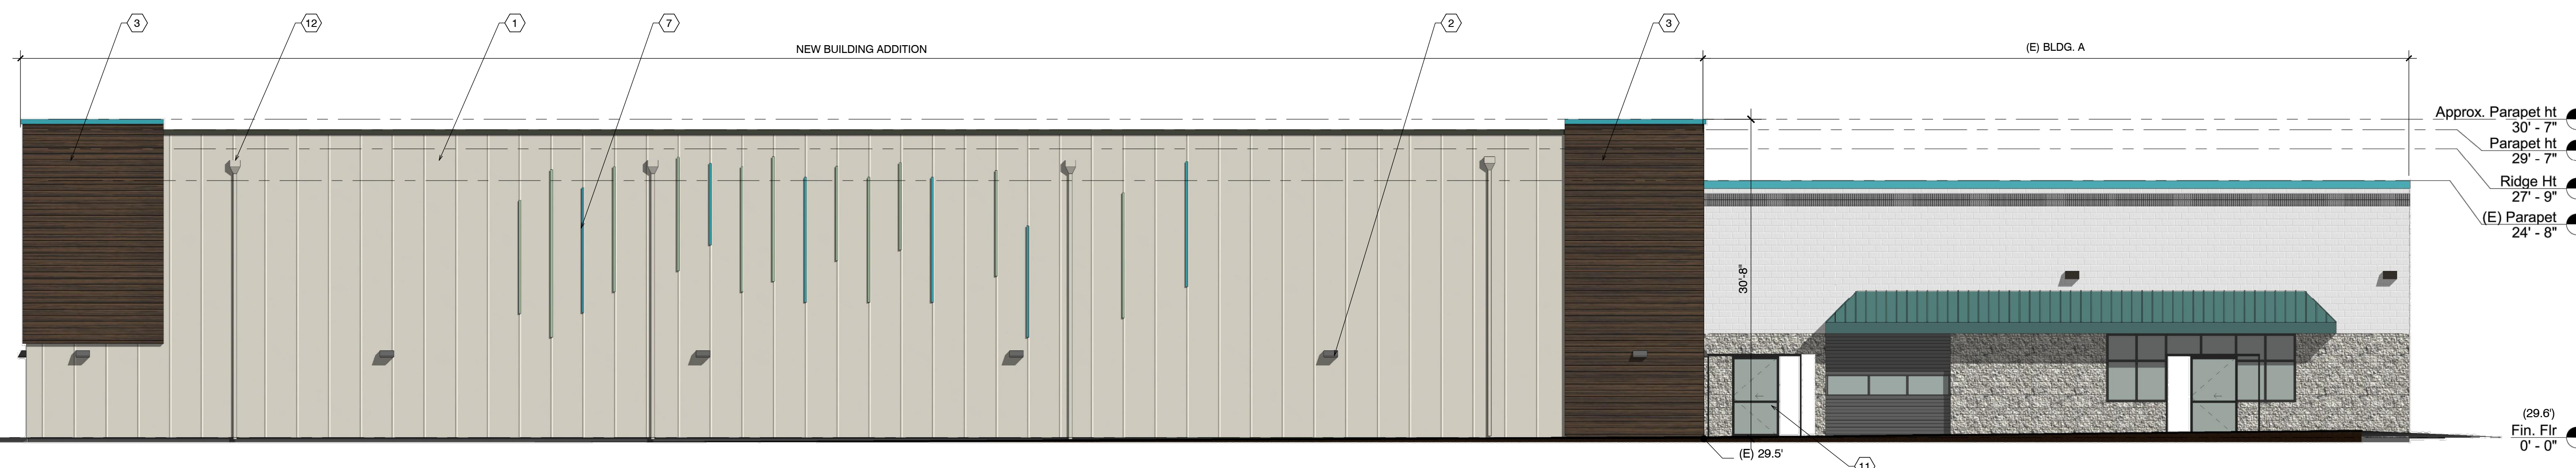 3
12
1
7
2
3
NEW BUILDING ADDITION
(E) BLDG. A
Approx. Parapet ht
30' - 7"
Parapet ht
29' - 7"
Ridge Ht
27' - 9"
(E) Parapet
24' - 8"
30'-8"
(29.6')
Fin. Flr
0' - 0"
(E) 29.5'
11